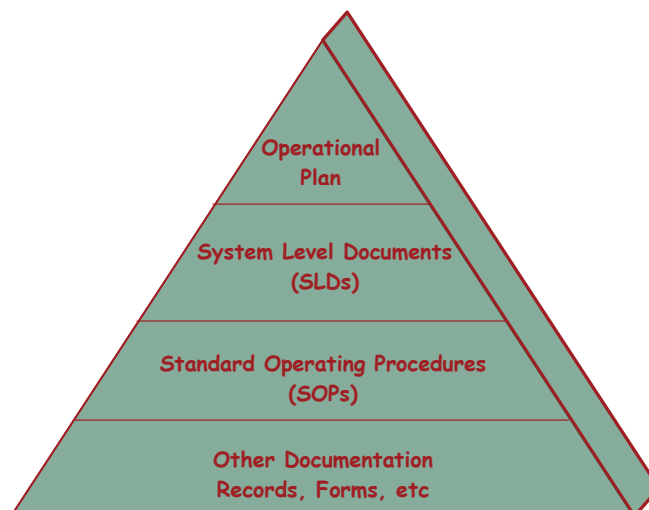 Operational
Plan
System Level Documents
(SLDs)
Standard Operating Procedures
(SOPs)
Other Documentation
Records, Forms, etc